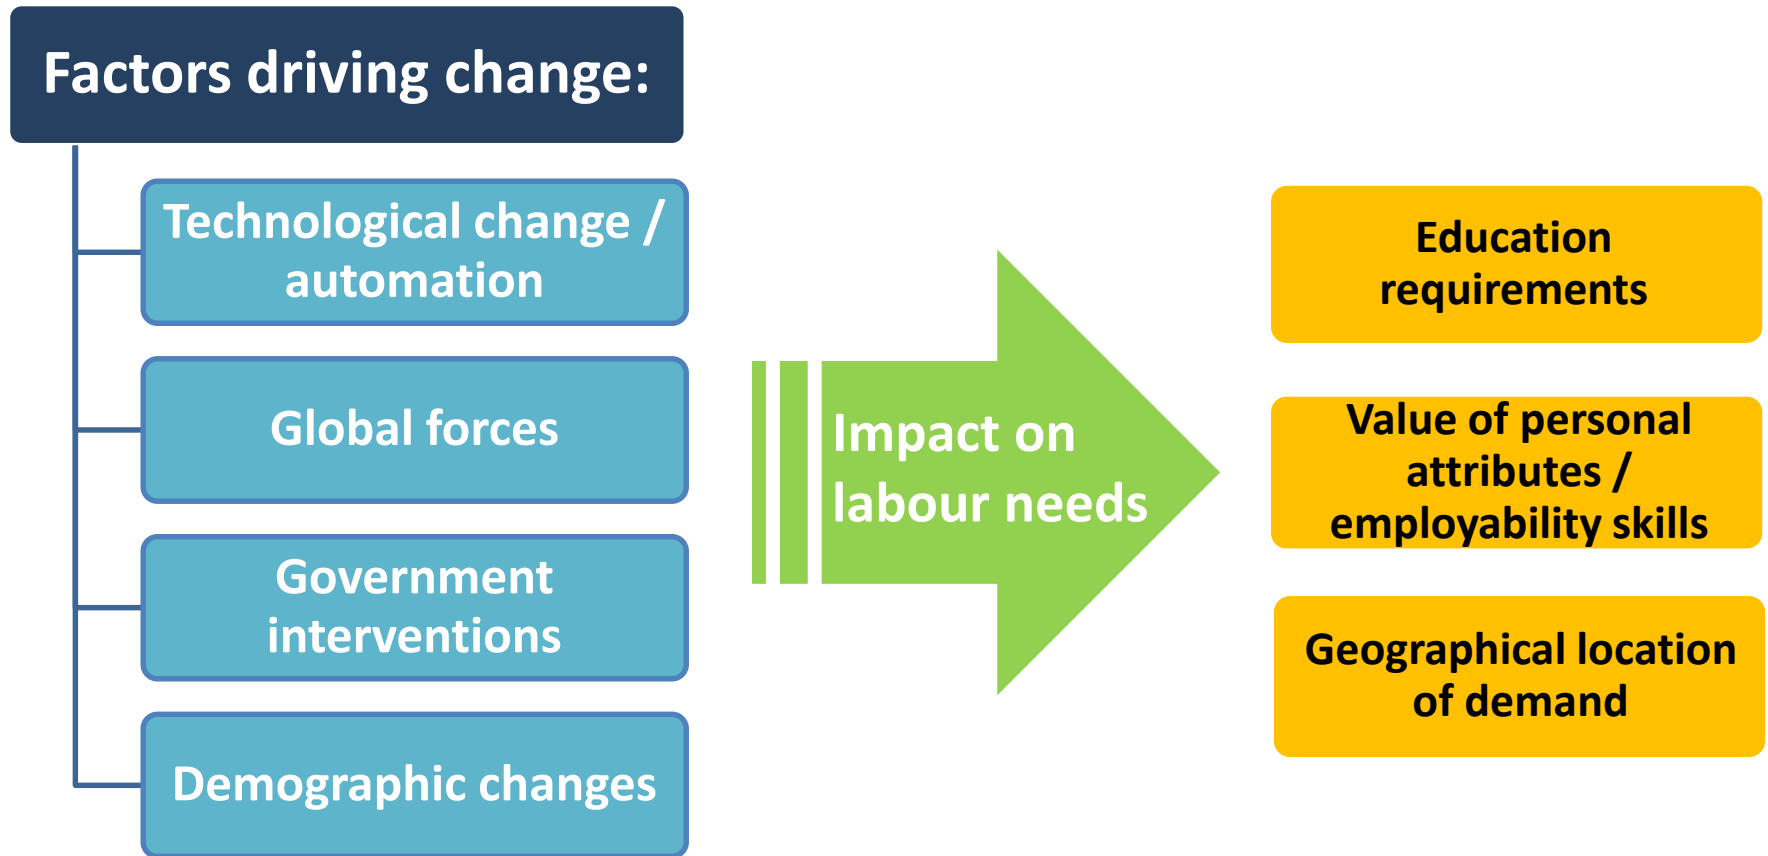 Factors driving change:
Technological change /
automation
Global forces
Government
interventions
Demographic changes
Impact on
labour needs
Education
requirements
Value of personal
attributes /
employability skills
Geographical location
of demand